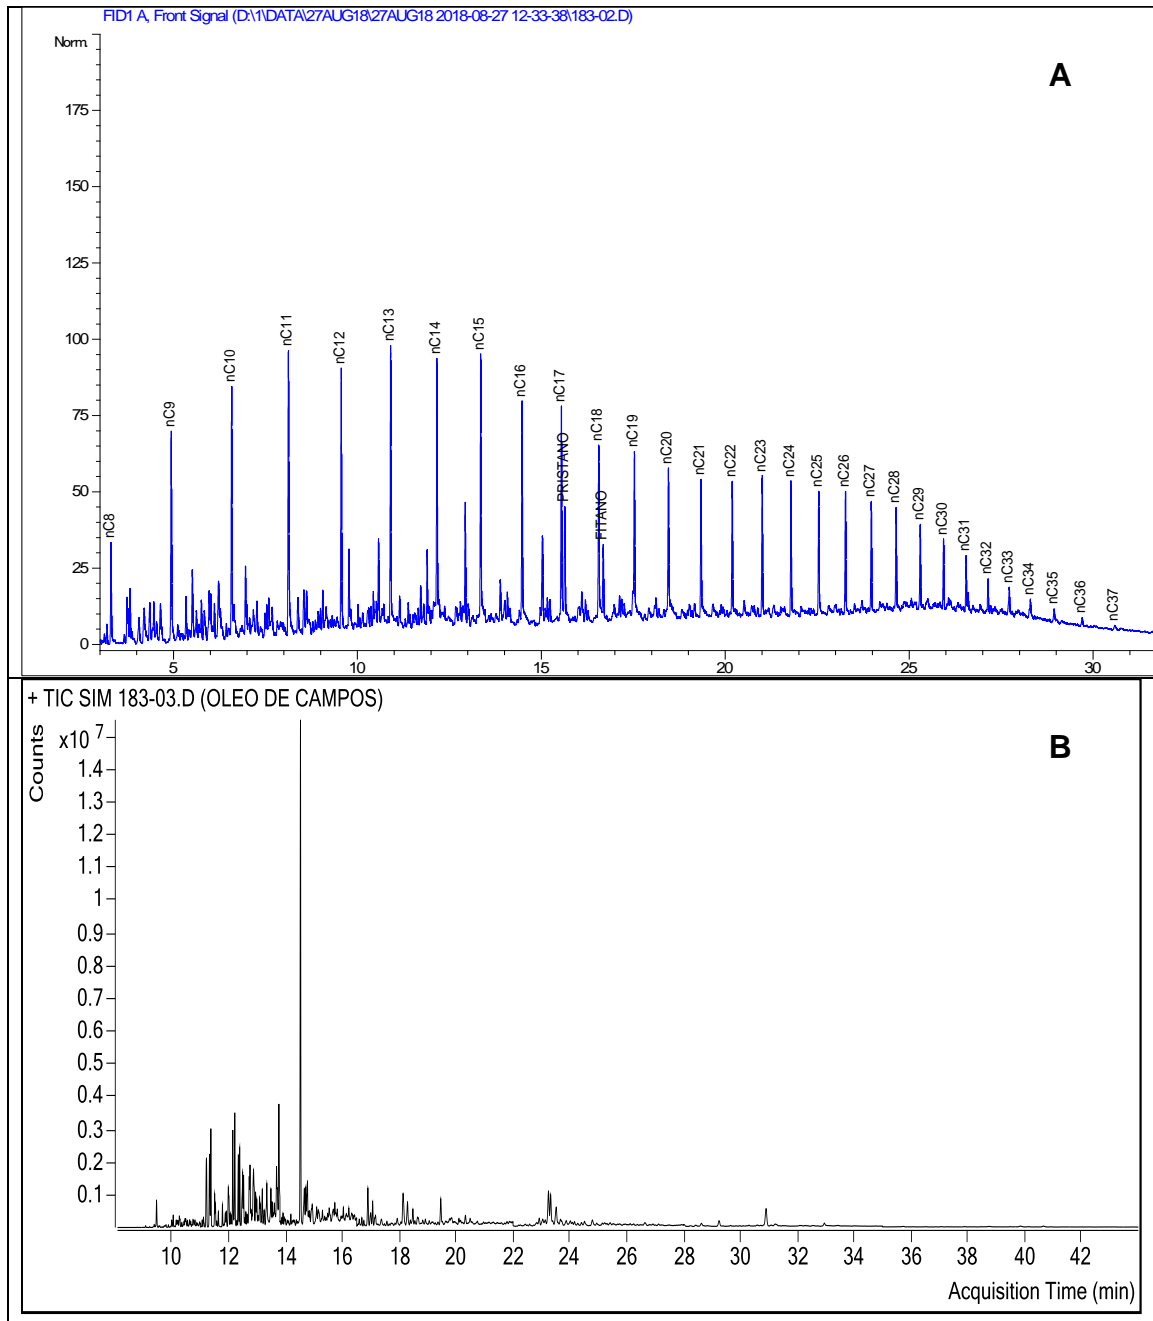 FID1 A, Front Signal (D:\1\DATA\27AUG18\27AUG18 2018-08-27 12-33-38\183-02.D)
Norm.
A
175
150
125
100
75
50
25
0
nC8
nC9
nC10
nC11
nC12
nC13
nC14
nC15
nC16
nC17
PRISTANO
nC18
FITANO
nC19
nC20
nC21
nC22
nC23
nC24
nC25
nC26
nC27
nC28
nC29
nC30
nC31
nC32
nC33
nC34
nC35
nC36
nC37
5 10 15 20 25 30
+ TIC SIM 183-03.D (OLEO DE CAMPOS)
B
Counts
x10 7
1.4
1.3
1.2
1.1
1
0.9
0.8
0.7
0.6
0.5
0.4
0.3
0.2
0.1
10 12 14 16 18 20 22 24 26 28 30 32 34 36 38 40 42
Acquisition Time (min)